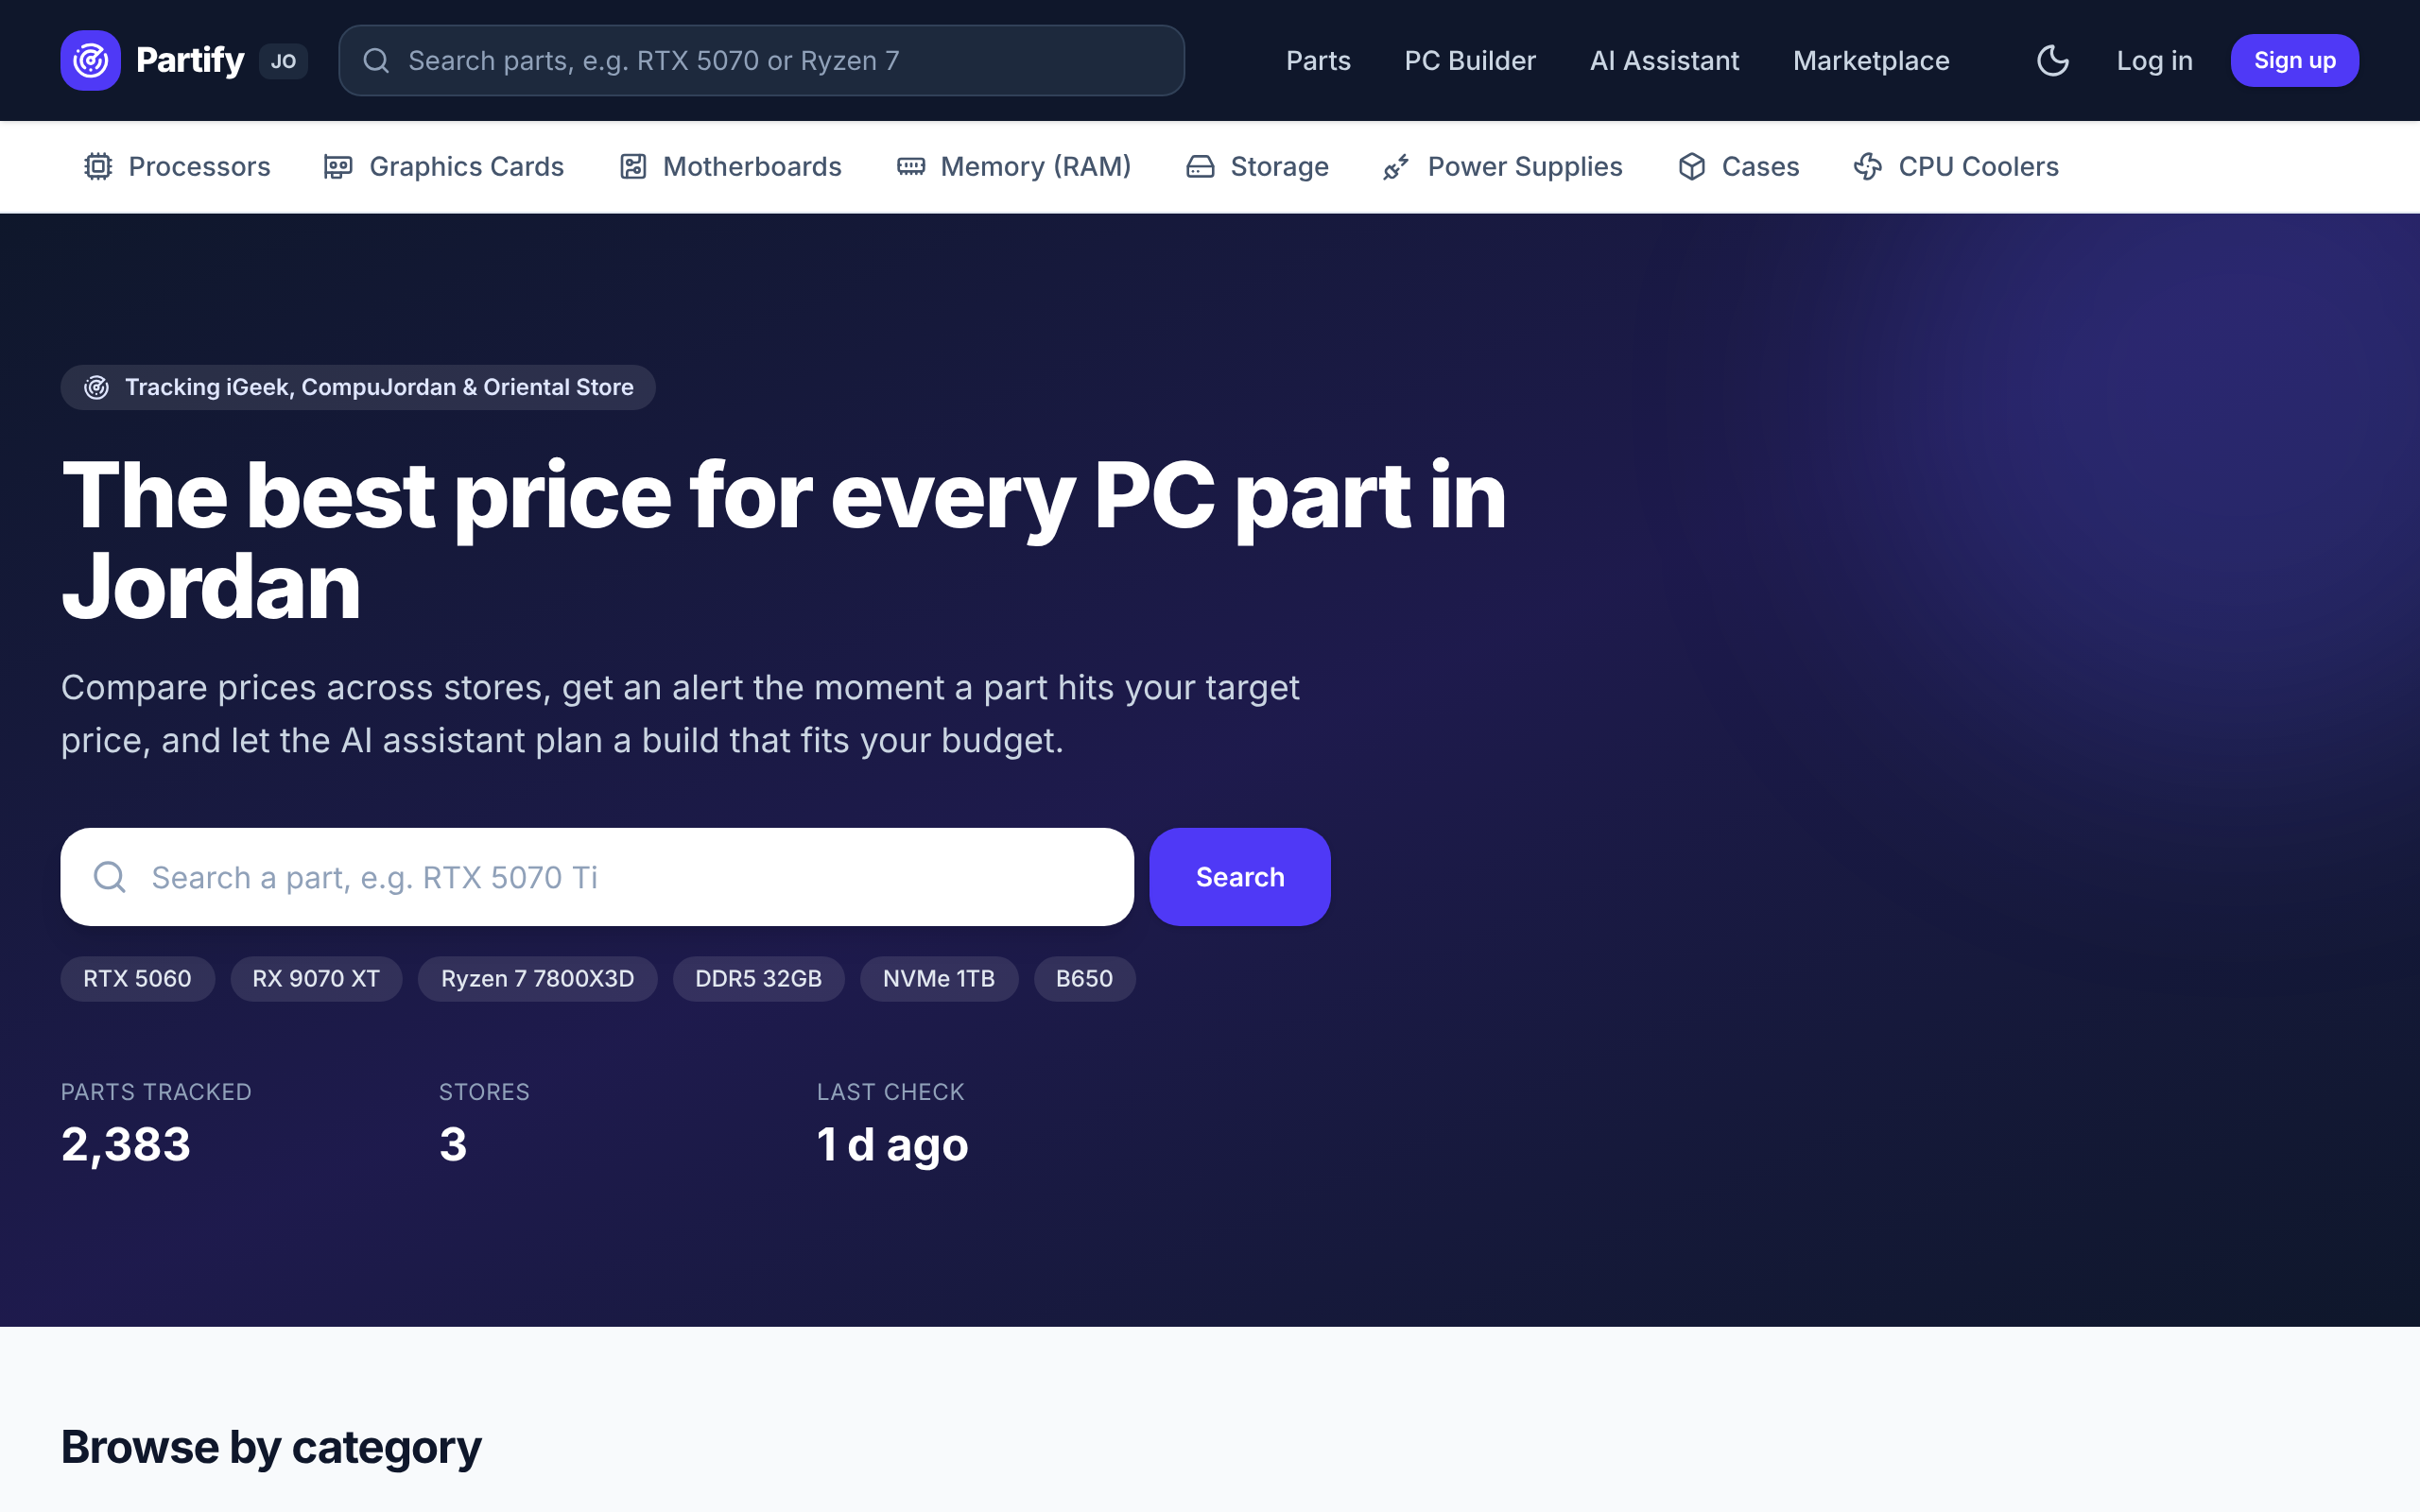 Partify JO
Search parts, e.g. RTX 5070 or Ryzen 7
Parts
PC Builder
AI Assistant
Marketplace
Log in
Sign up
Processors
Graphics Cards
Motherboards
Memory (RAM)
Storage
Power Supplies
Cases
CPU Coolers
Tracking iGeek, CompuJordan & Oriental Store
The best price for every PC part in
Jordan
Compare prices across stores, get an alert the moment a part hits your target
price, and let the AI assistant plan a build that fits your budget.
Search a part, e.g. RTX 5070 Ti
Search
RTX 5060
RX 9070 XT
Ryzen 7 7800X3D
DDR5 32GB
NVMe 1TB
B650
PARTS TRACKED
2,383
STORES
3
LAST CHECK
1 d ago
Browse by category